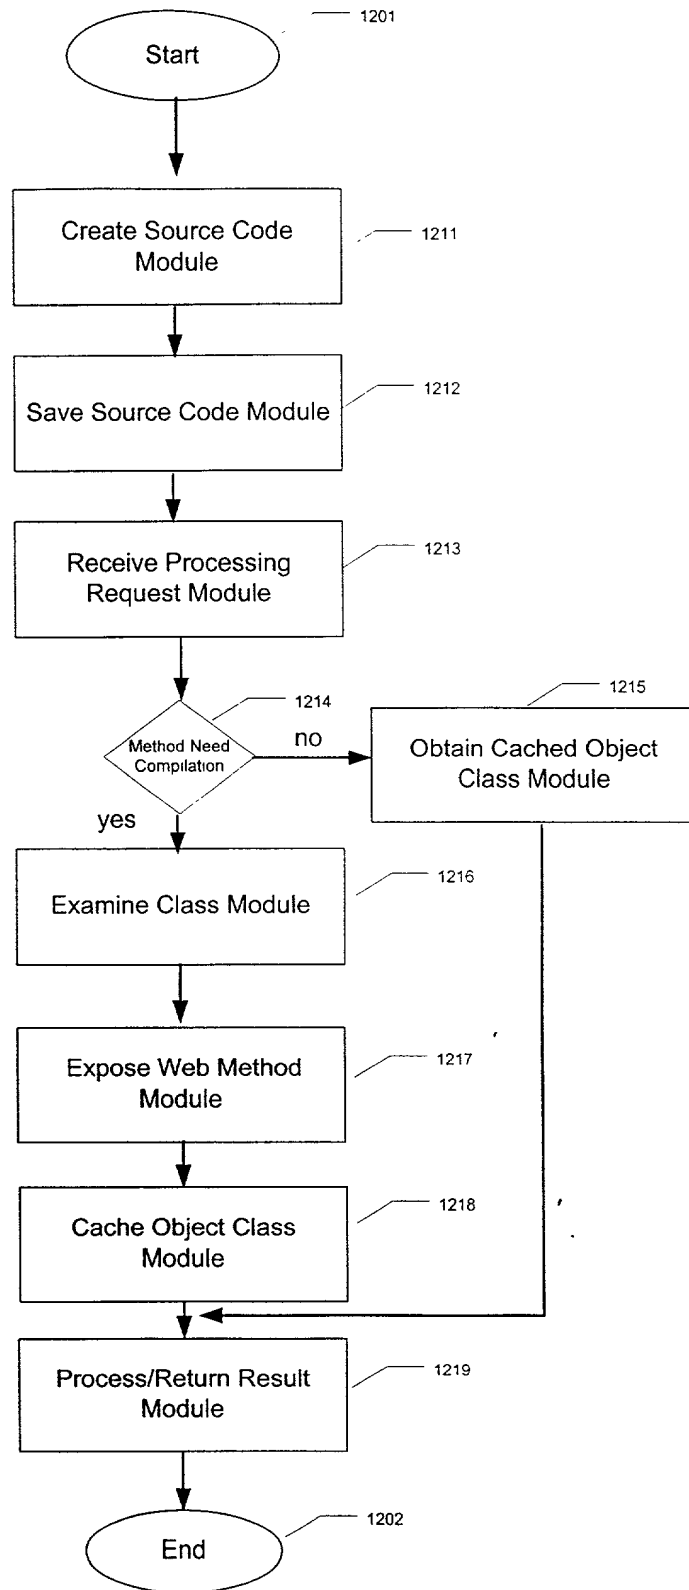 1201
Start
Create Source Code
Module
1211
Save Source Code Module
1212
Receive Processing
Request Module
1213
1214
Method Need
Compilation
no
yes
1215
Obtain Cached Object
Class Module
Examine Class Module
1216
Expose Web Method
Module
1217
Cache Object Class
Module
1218
Process/Return Result
Module
1219
End
1202